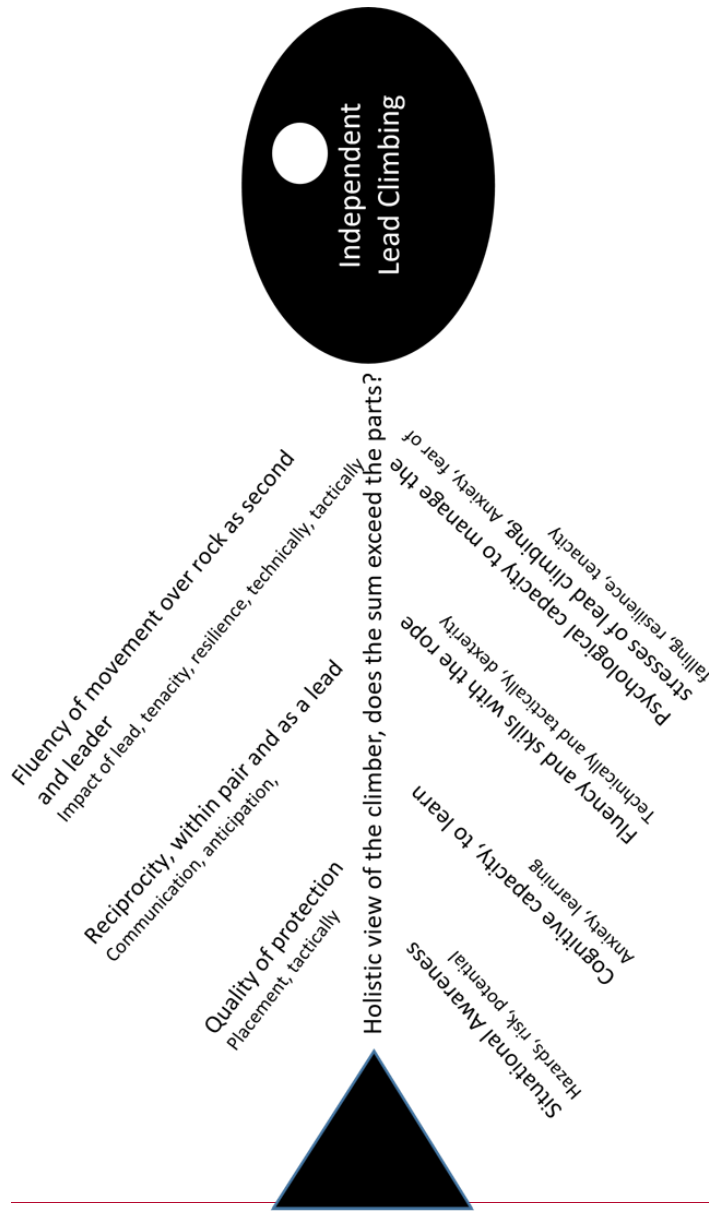 Independent
Lead Climbing
Holistic view of the climber, does the sum exceed the parts?
Fluency of movement over rock as second
and leader
Impact of lead, tenacity, resilience, technically, tactically
Reciprocity, within pair and as a lead
Communication, anticipation,
Quality of protection
Placement, tactically
Psychological capacity to manage the
stresses of lead climbing, Anxiety, fear of
falling, resilience, tenacity
Fluency and skills with the rope
Technically and tactically, dexterity
Cognitive capacity, to learn
Anxiety, learning
Situational Awareness
Hazards, risk, potential